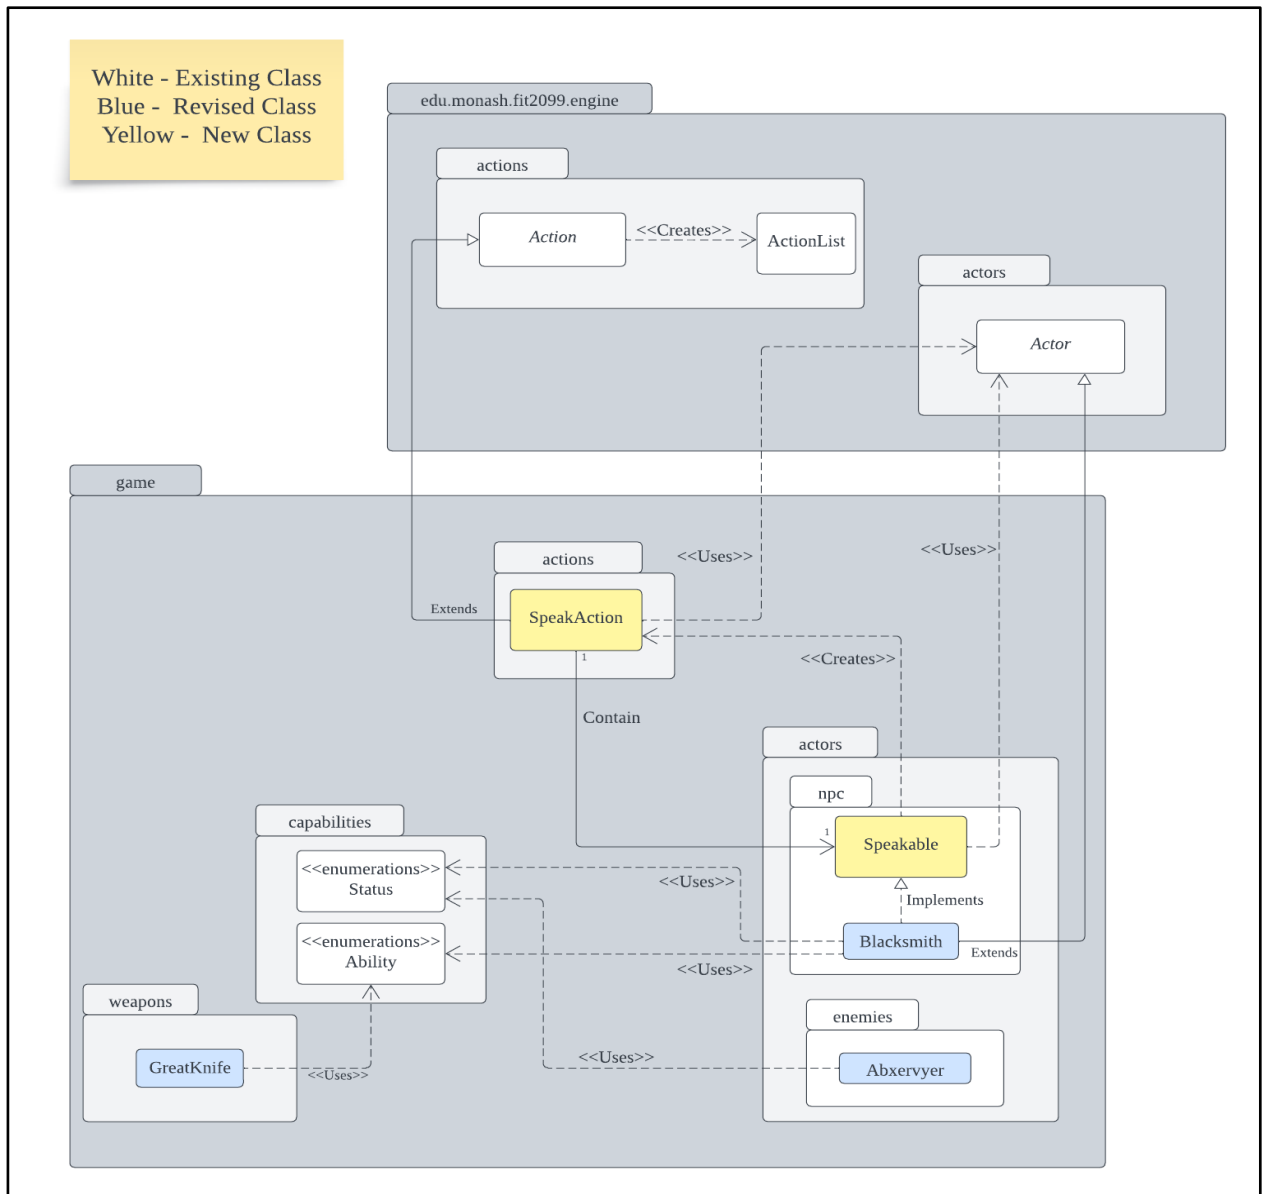 White - Existing Class
Blue -  Revised Class
Yellow -  New Class
edu.monash.fit2099.engine
actions
Action
<<Creates>>
ActionList
actors
Actor
game
actions
<<Uses>>
<<Uses>>
SpeakAction
Extends
1
<<Creates>>
Contain
actors
npc
capabilities
1
Speakable
<<enumerations>>
Status
<<Uses>>
Implements
<<enumerations>>
Ability
Blacksmith
Extends
<<Uses>>
weapons
enemies
GreatKnife
<<Uses>>
<<Uses>>
Abxervyer